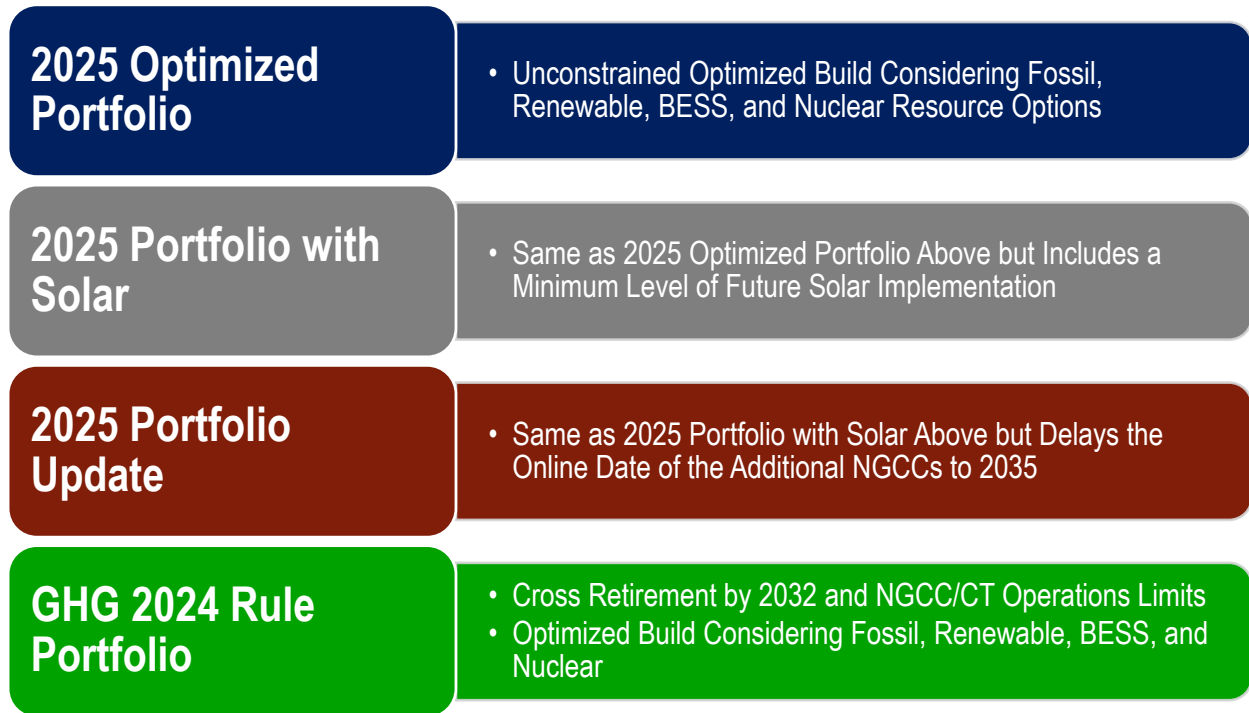 2025 Optimized
Portfolio
• Unconstrained Optimized Build Considering Fossil,
Renewable, BESS, and Nuclear Resource Options
2025 Portfolio with
Solar
• Same as 2025 Optimized Portfolio Above but Includes a
Minimum Level of Future Solar Implementation
2025 Portfolio
Update
• Same as 2025 Portfolio with Solar Above but Delays the
Online Date of the Additional NGCCs to 2035
GHG 2024 Rule
Portfolio
• Cross Retirement by 2032 and NGCC/CT Operations Limits
• Optimized Build Considering Fossil, Renewable, BESS, and
Nuclear